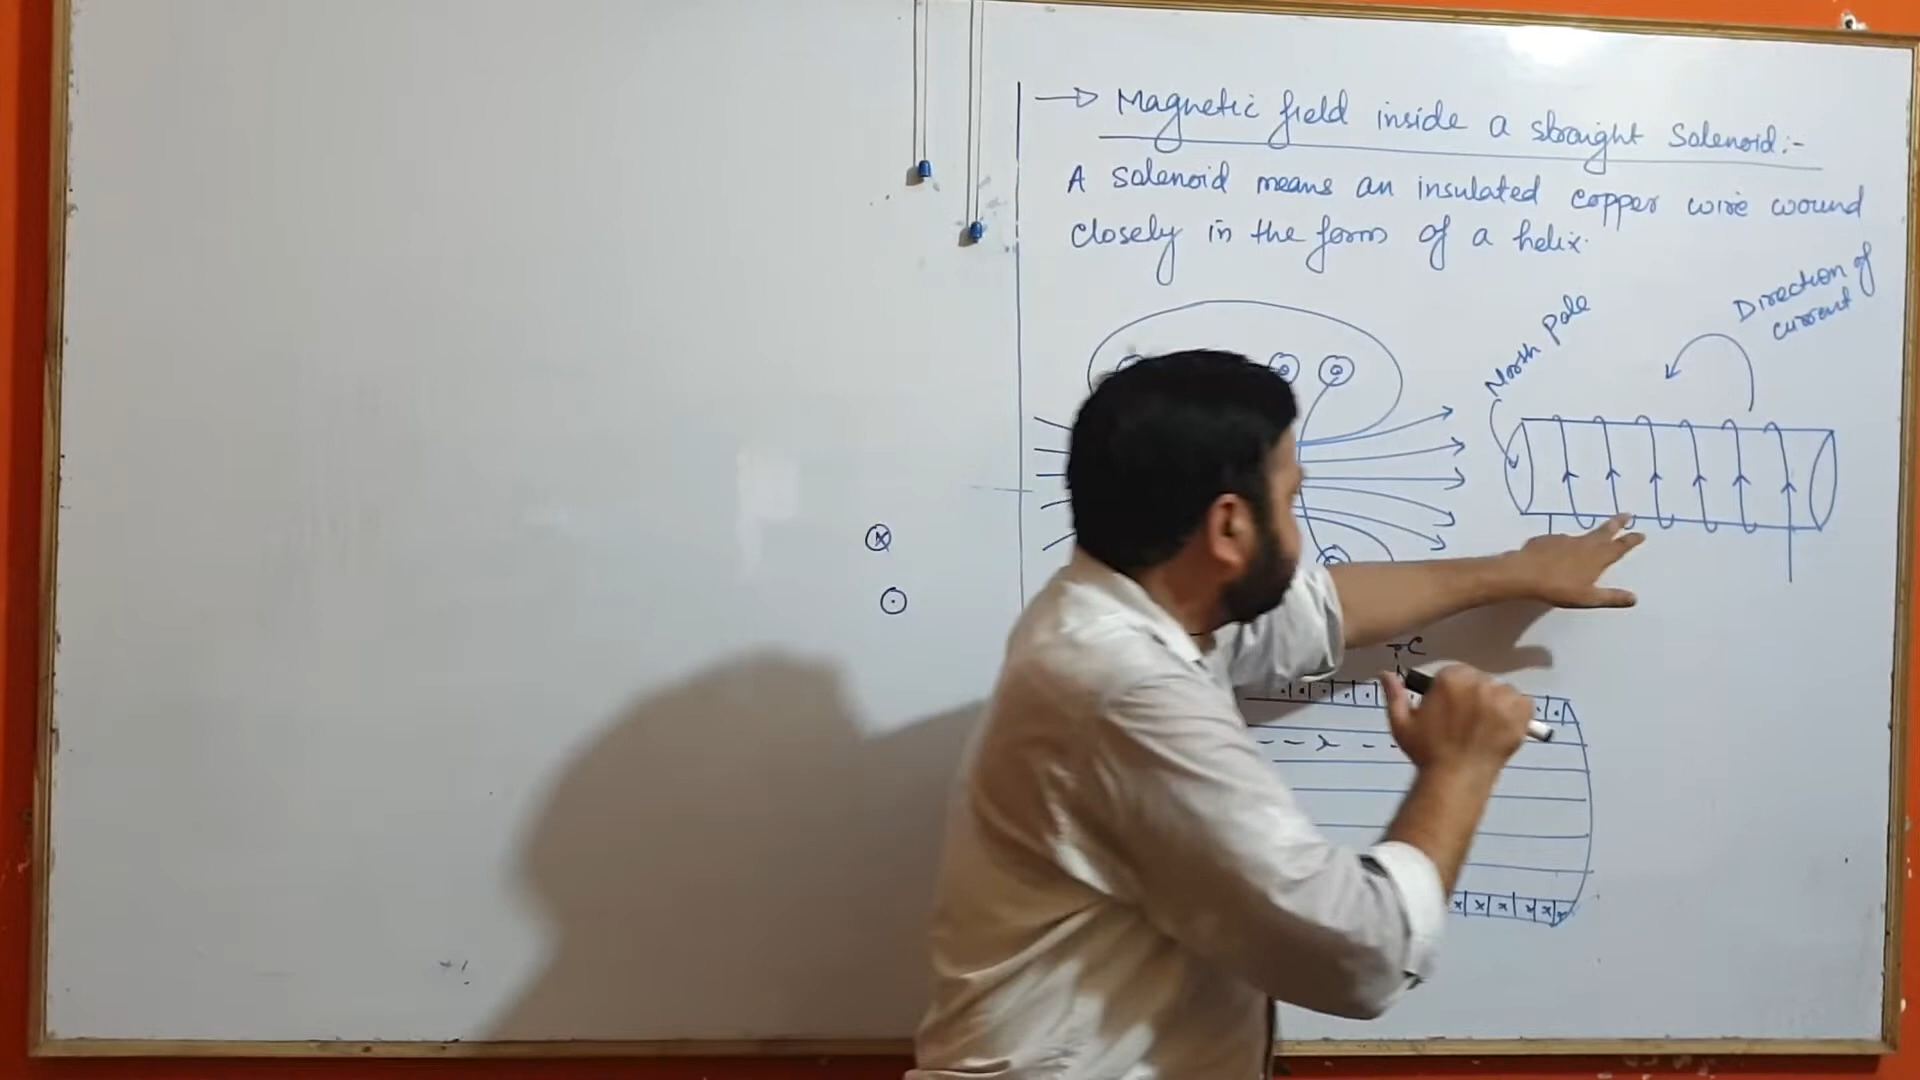 → Magnetic field inside a straight Solenoid:-
A solenoid means an insulated copper wire wound
closely in the form of a helix.
Direction of
current
North Pole
C
x x x x x x